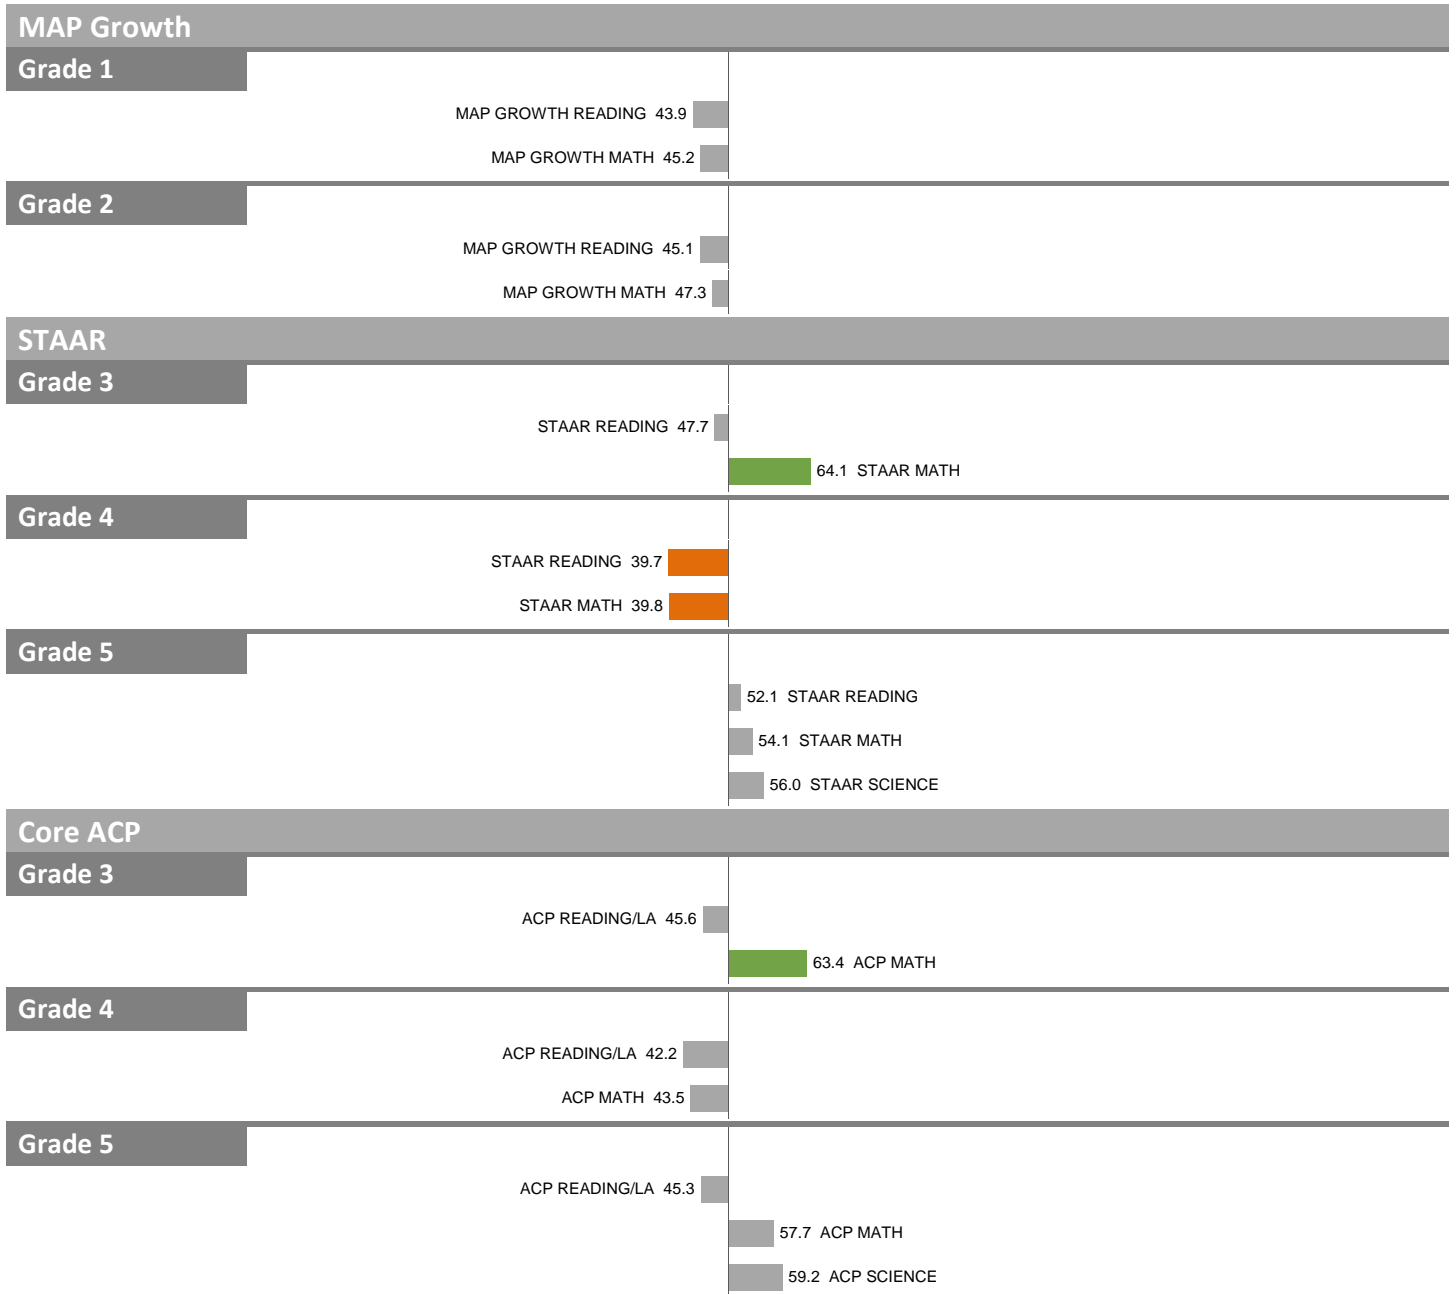 MAP Growth
Grade 1
MAP GROWTH READING 43.9
MAP GROWTH MATH 45.2
Grade 2
MAP GROWTH READING 45.1
MAP GROWTH MATH 47.3
STAAR
Grade 3
STAAR READING 47.7
64.1 STAAR MATH
Grade 4
STAAR READING 39.7
STAAR MATH 39.8
Grade 5
52.1 STAAR READING
54.1 STAAR MATH
56.0 STAAR SCIENCE
Core ACP
Grade 3
ACP READING/LA 45.6
63.4 ACP MATH
Grade 4
ACP READING/LA 42.2
ACP MATH 43.5
Grade 5
ACP READING/LA 45.3
57.7 ACP MATH
59.2 ACP SCIENCE